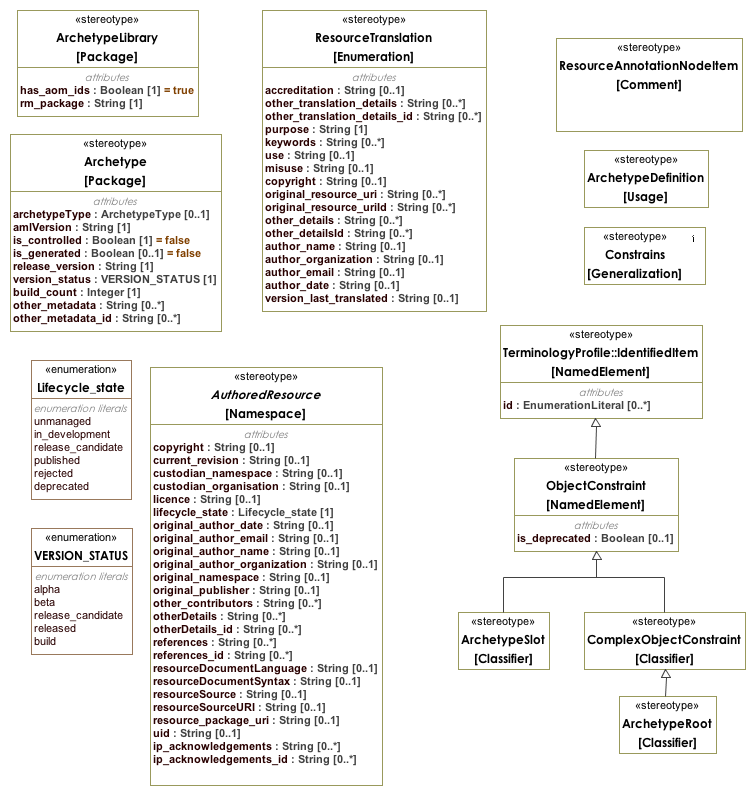 «stereotype»
ArchetypeLibrary
[Package]
attributes
has_aom_ids : Boolean [1] = true
rm_package : String [1]
«stereotype»
Archetype
[Package]
attributes
archetypeType : ArchetypeType [0..1]
amlVersion : String [1]
is_controlled : Boolean [1] = false
is_generated : Boolean [0..1] = false
release_version : String [1]
version_status : VERSION_STATUS [1]
build_count : Integer [1]
other_metadata : String [0..*]
other_metadata_id : String [0..*]
«stereotype»
ResourceTranslation
[Enumeration]
attributes
accreditation : String [0..1]
other_translation_details : String [0..*]
other_translation_details_id : String [0..*]
purpose : String [1]
keywords : String [0..*]
use : String [0..1]
misuse : String [0..1]
copyright : String [0..1]
original_resource_uri : String [0..*]
original_resource_uriId : String [0..*]
other_details : String [0..*]
other_detailsId : String [0..*]
author_name : String [0..1]
author_organization : String [0..1]
author_email : String [0..1]
author_date : String [0..1]
version_last_translated : String [0..1]
«stereotype»
ResourceAnnotationNodeItem
[Comment]
«stereotype»
ArchetypeDefinition
[Usage]
«stereotype» i
Constrains
[Generalization]
«enumeration»
Lifecycle_state
enumeration literals
unmanaged
in_development
release_candidate
published
rejected
deprecated
«enumeration»
VERSION_STATUS
enumeration literals
alpha
beta
release_candidate
released
build
«stereotype»
AuthoredResource
[Namespace]
attributes
copyright : String [0..1]
current_revision : String [0..1]
custodian_namespace : String [0..1]
custodian_organisation : String [0..1]
licence : String [0..1]
lifecycle_state : Lifecycle_state [1]
original_author_date : String [0..1]
original_author_email : String [0..1]
original_author_name : String [0..1]
original_author_organization : String [0..1]
original_namespace : String [0..1]
original_publisher : String [0..1]
other_contributors : String [0..*]
otherDetails : String [0..*]
otherDetails_id : String [0..*]
references : String [0..*]
references_id : String [0..*]
resourceDocumentLanguage : String [0..1]
resourceDocumentSyntax : String [0..1]
resourceSource : String [0..1]
resourceSourceURI : String [0..1]
resource_package_uri : String [0..1]
uid : String [0..1]
ip_acknowledgements : String [0..*]
ip_acknowledgements_id : String [0..*]
«stereotype»
TerminologyProfile::IdentifiedItem
[NamedElement]
attributes
id : EnumerationLiteral [0..*]
«stereotype»
ObjectConstraint
[NamedElement]
attributes
is_deprecated : Boolean [0..1]
«stereotype»
ArchetypeSlot
[Classifier]
«stereotype»
ComplexObjectConstraint
[Classifier]
«stereotype»
ArchetypeRoot
[Classifier]